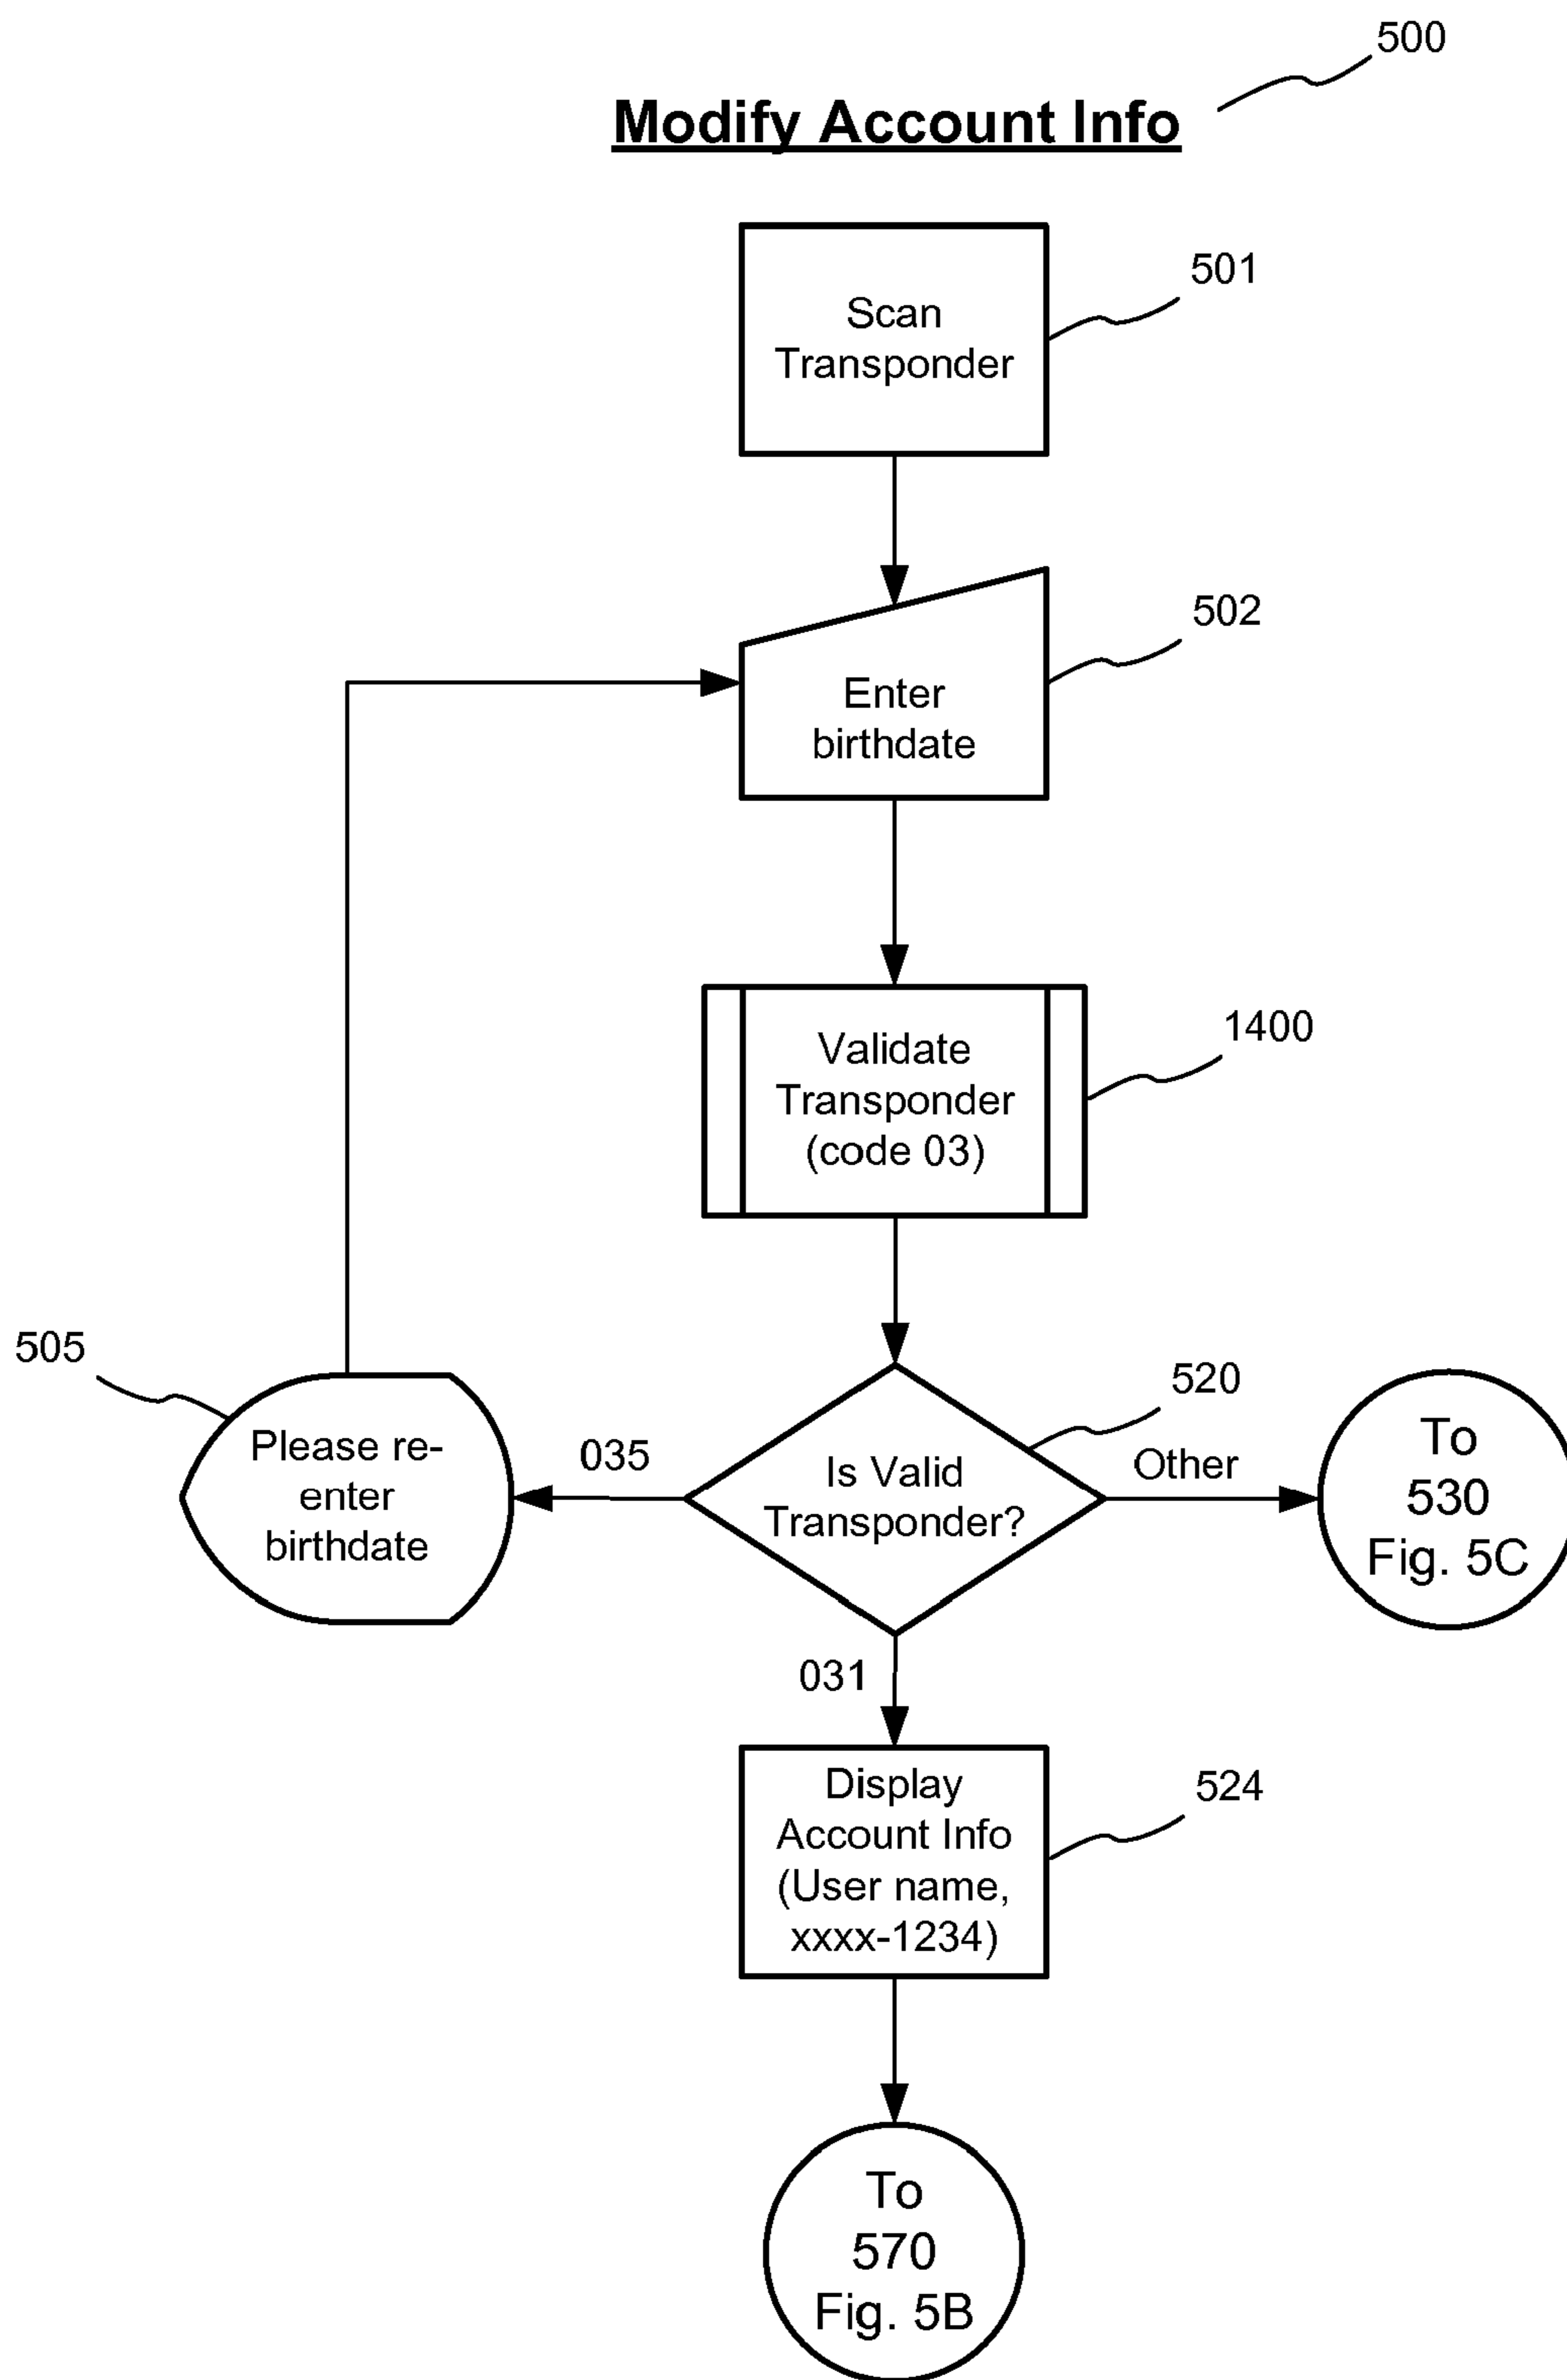 500
Modify Account Info
Scan
Transponder
501
Enter
birthdate
502
Validate
Transponder
(code 03)
1400
505
Please re-
enter
birthdate
035
Is Valid
Transponder?
520
Other
To
530
Fig. 5C
031
Display
Account Info
(User name,
xxxx-1234)
524
To
570
Fig. 5B